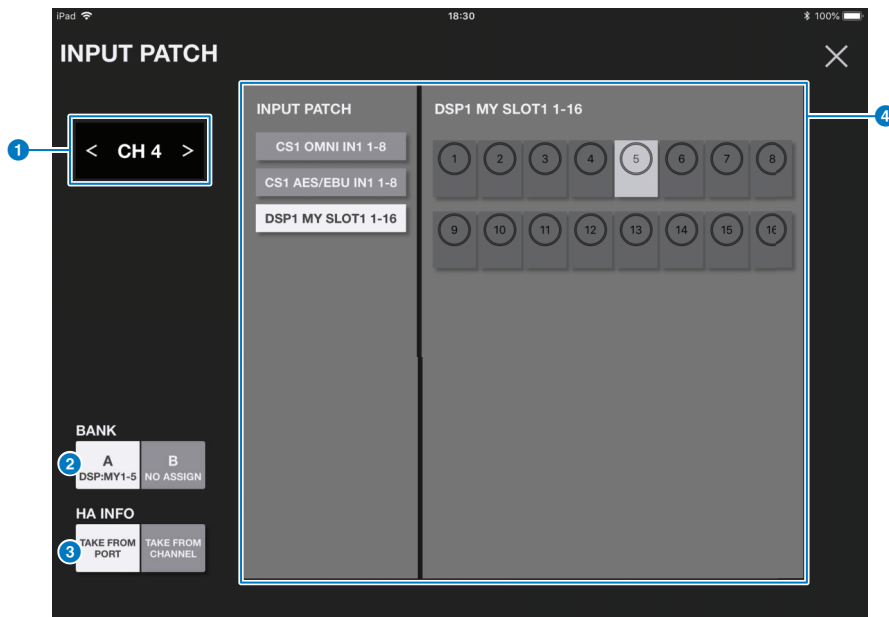 iPad 18:30 100%
INPUT PATCH
1
< CH 4 >
INPUT PATCH
CS1 OMNI IN1 1-8
CS1 AES/EBU IN1 1-8
DSP1 MY SLOT1 1-16
DSP1 MY SLOT1 1-16
1 2 3 4 5 6 7 8
9 10 11 12 13 14 15 16
4
BANK
2
A
DSP:MY1-5
B
NO ASSIGN
HA INFO
3
TAKE FROM
PORT
TAKE FROM
CHANNEL